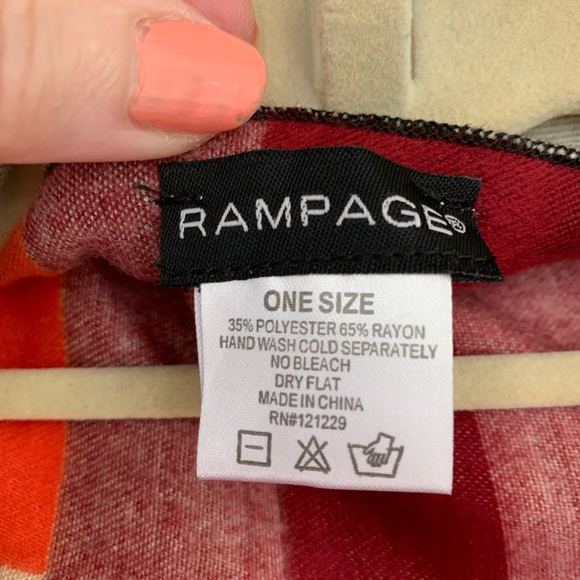 RAMPAGE®
ONE SIZE
35% POLYESTER 65% RAYON
HAND WASH COLD SEPARATELY
NO BLEACH
DRY FLAT
MADE IN CHINA
RN#121229